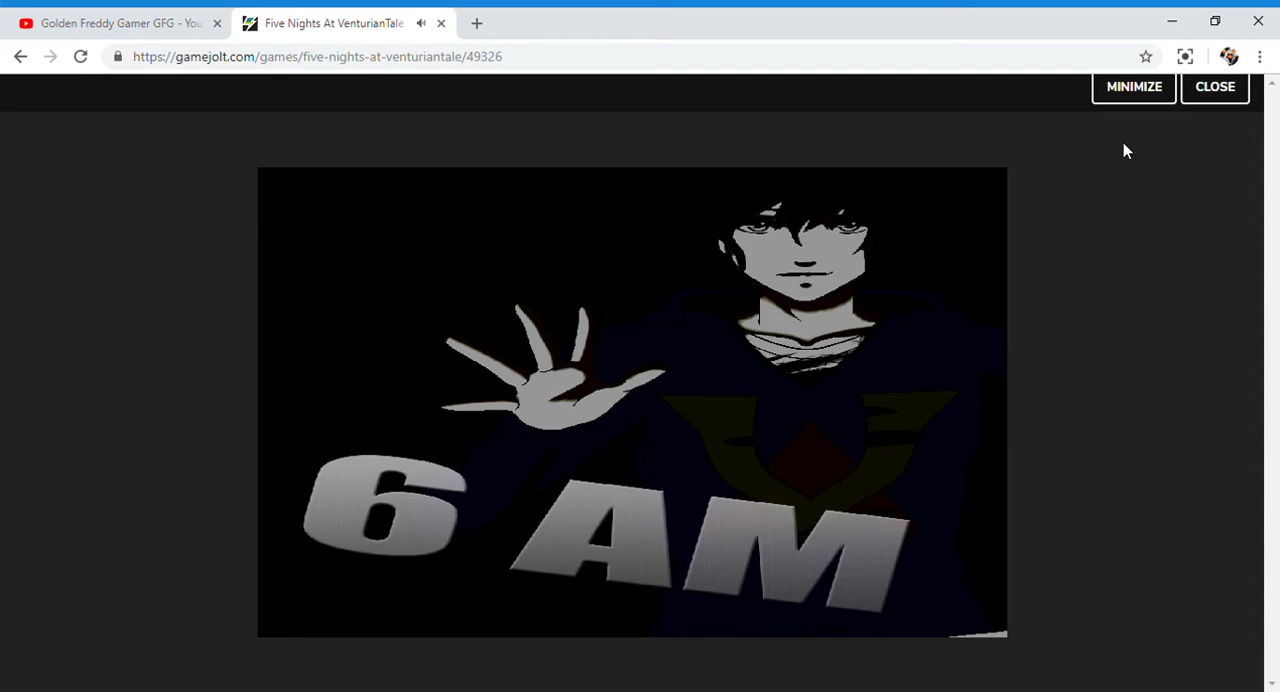 Golden Freddy Gamer GFG - You
Five Nights At VenturianTale
https://gamejolt.com/games/five-nights-at-venturiantale/49326
MINIMIZE
CLOSE
6 AM